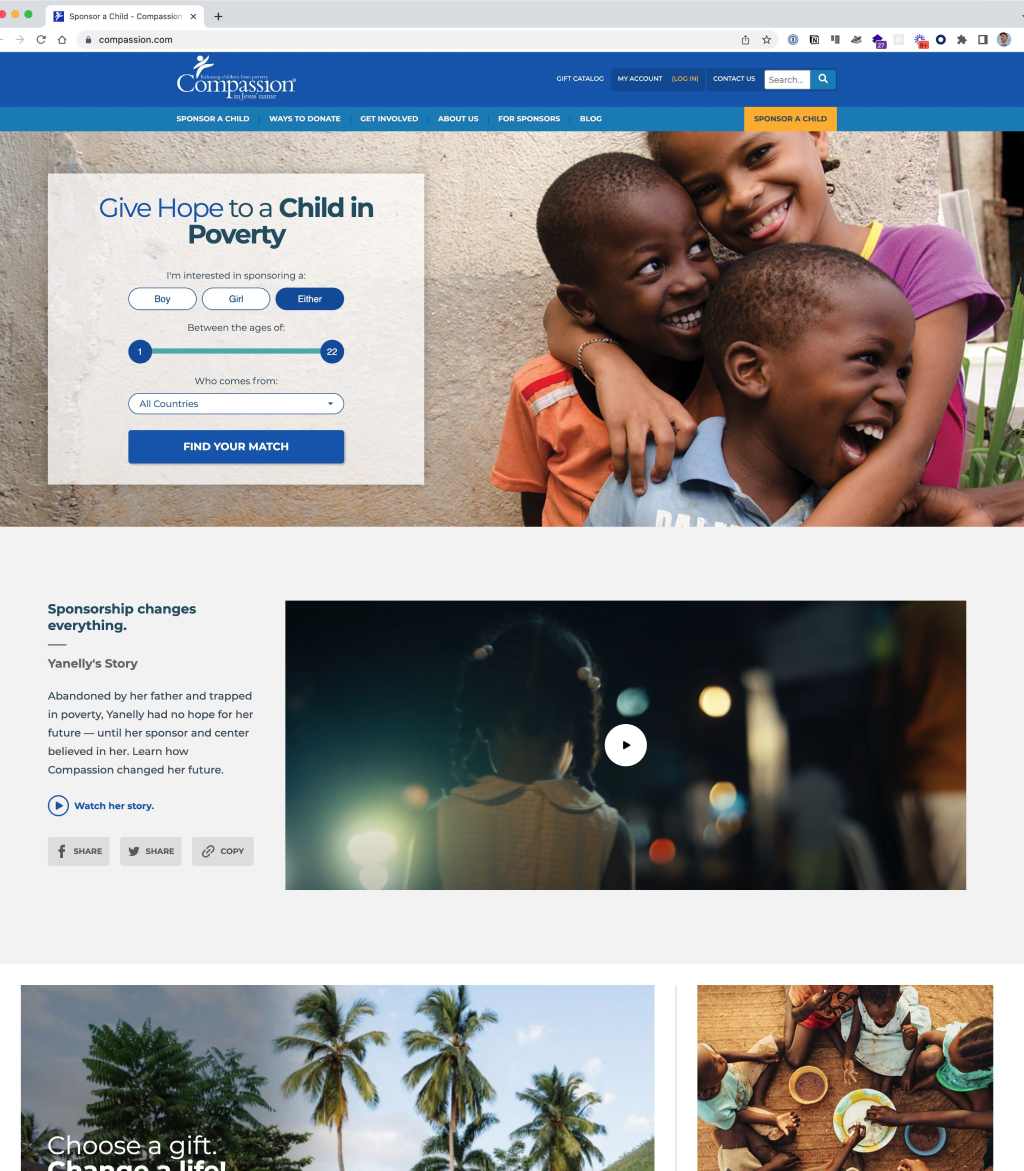 Sponsor a Child - Compassion
compassion.com
27
9+
Releasing children from poverty
Compassion®
in Jesus' name
GIFT CATALOG
MY ACCOUNT (LOG IN)
CONTACT US
Search...
SPONSOR A CHILD
WAYS TO DONATE
GET INVOLVED
ABOUT US
FOR SPONSORS
BLOG
SPONSOR A CHILD
Give Hope to a Child in
Poverty
I'm interested in sponsoring a:
Boy
Girl
Either
Between the ages of:
1
22
Who comes from:
All Countries
FIND YOUR MATCH
Sponsorship changes
everything.
Yanelly's Story
Abandoned by her father and trapped
in poverty, Yanelly had no hope for her
future — until her sponsor and center
believed in her. Learn how
Compassion changed her future.
Watch her story.
SHARE
SHARE
COPY
Choose a gift.
Change a life!